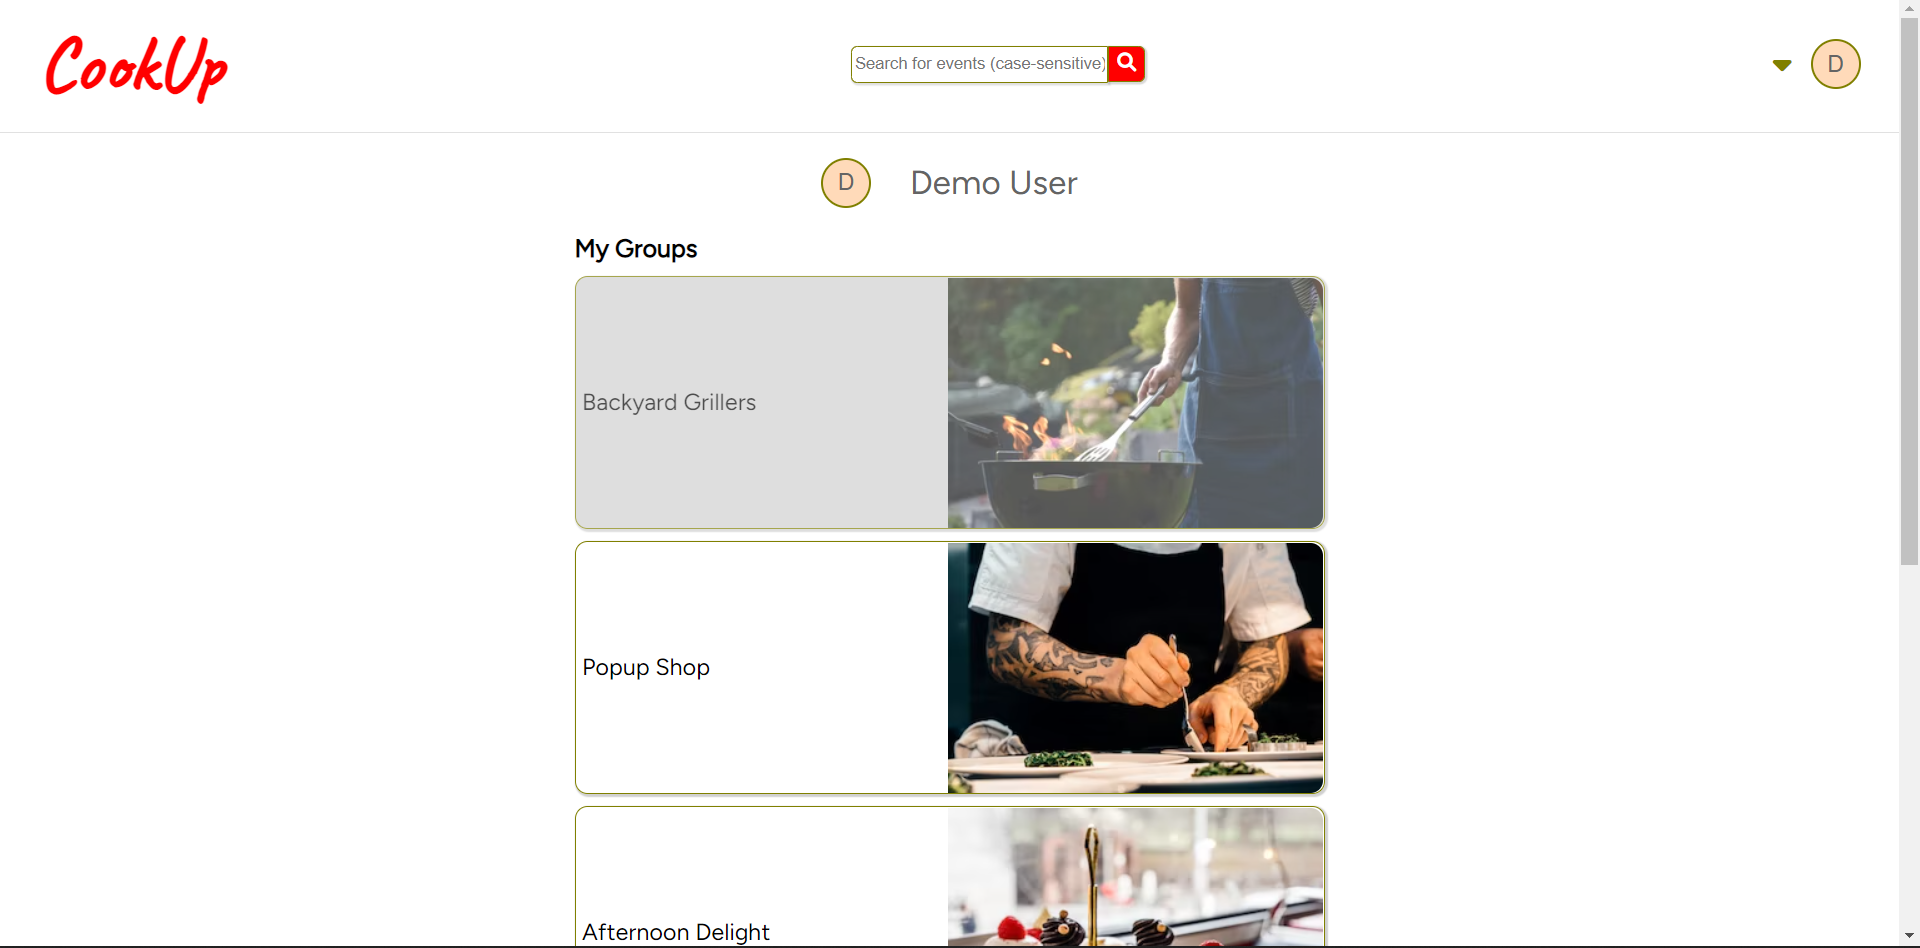 CookUp
Search for events (case-sensitive)
D
D
Demo User
My Groups
Backyard Grillers
Popup Shop
Afternoon Delight